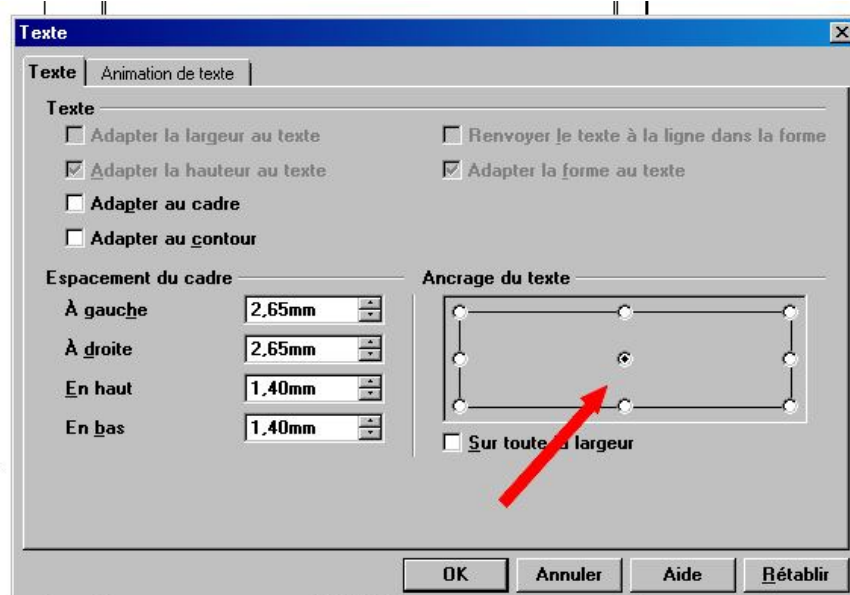 Texte
Texte Animation de texte
Texte
Adapter la largeur au texte Renvoyer le texte à la ligne dans la forme
Adapter la hauteur au texte Adapter la forme au texte
Adapter au cadre
Adapter au contour
Espacement du cadre Ancrage du texte
À gauche 2,65mm
À droite 2,65mm
En haut 1,40mm
En bas 1,40mm
Sur toute la largeur
OK Annuler Aide Rétablir